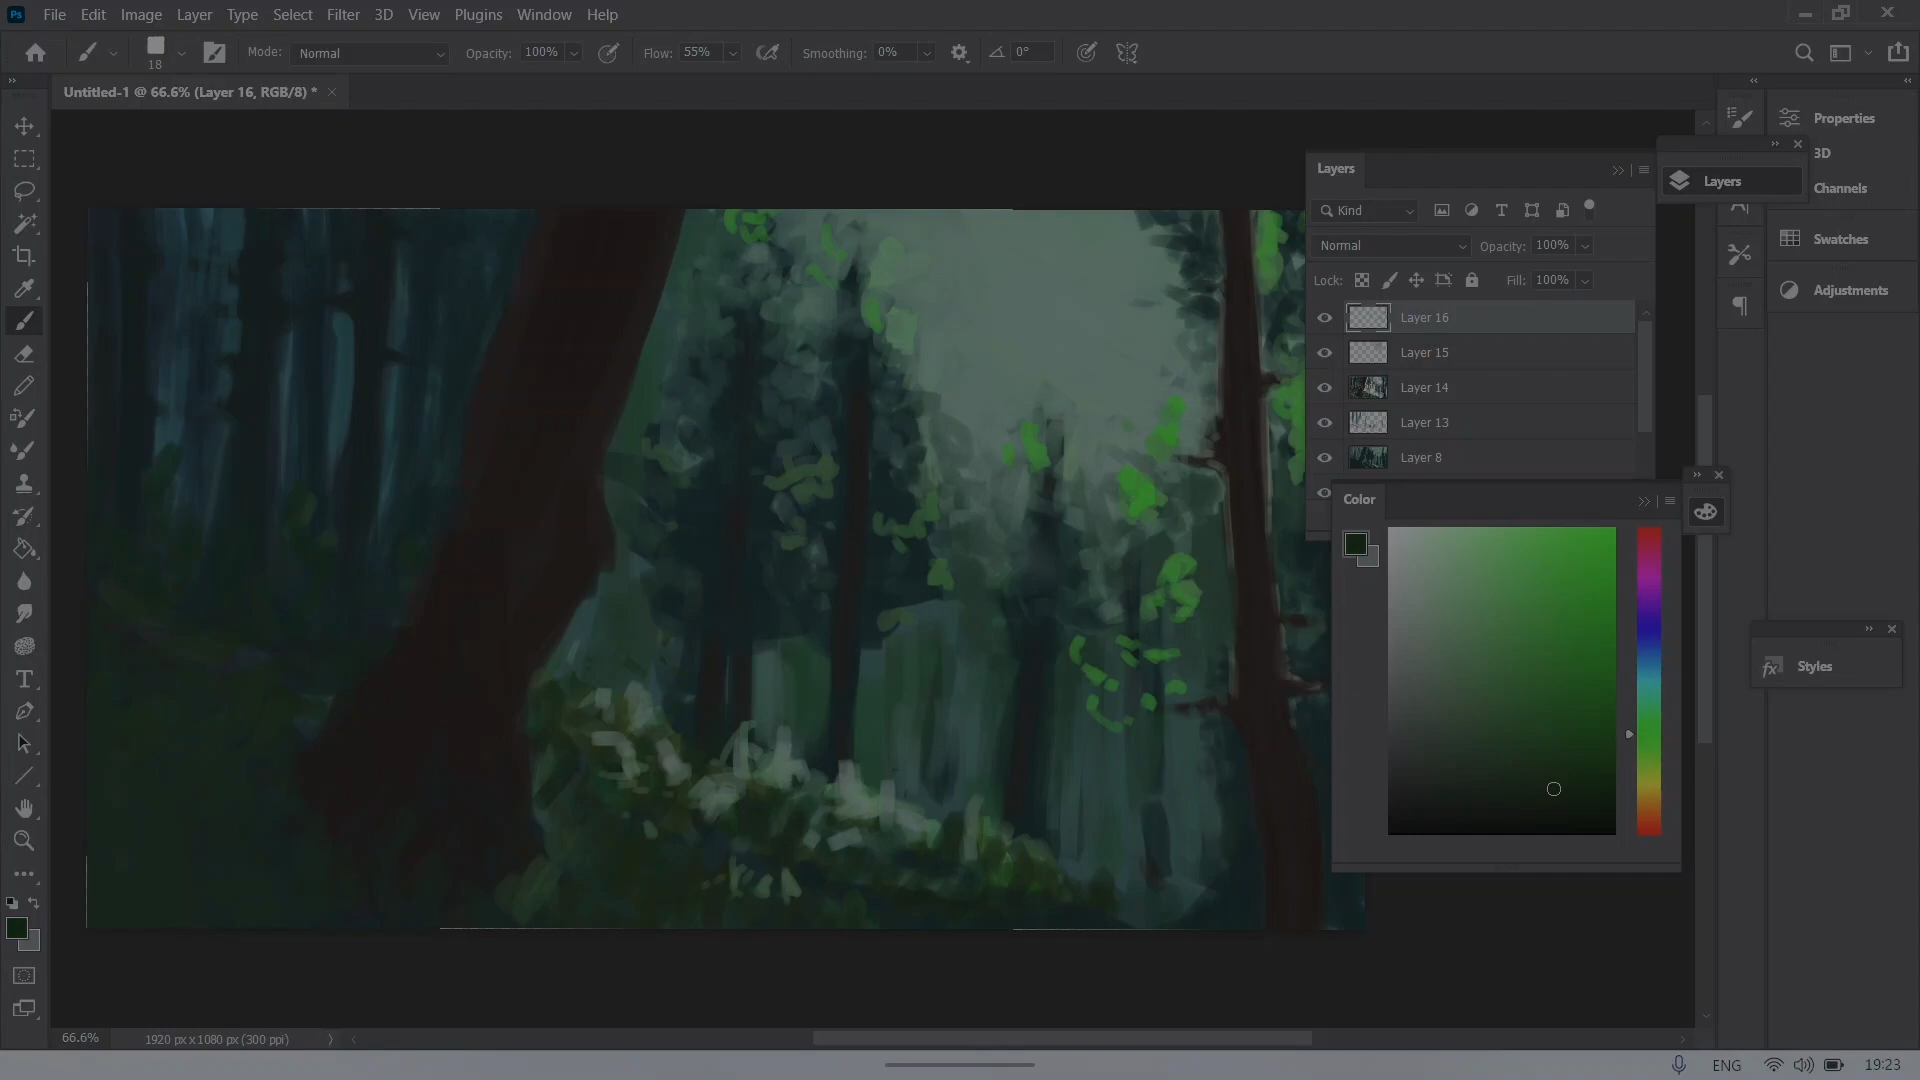 Ps File Edit Image Layer Type Select Filter 3D View Plugins Window Help
18 Mode: Normal Opacity: 100% Flow: 55% Smoothing: 0% 0°
Untitled-1 @ 66.6% (Layer 16, RGB/8) *
Properties
3D
Channels
Swatches
Adjustments
Layers
Layers
Kind
Normal Opacity: 100%
Lock: Fill: 100%
Layer 16
Layer 15
Layer 14
Layer 13
Layer 8
Color
fx Styles
66.6% 1920 px x 1080 px (300 ppi)
ENG 19:23